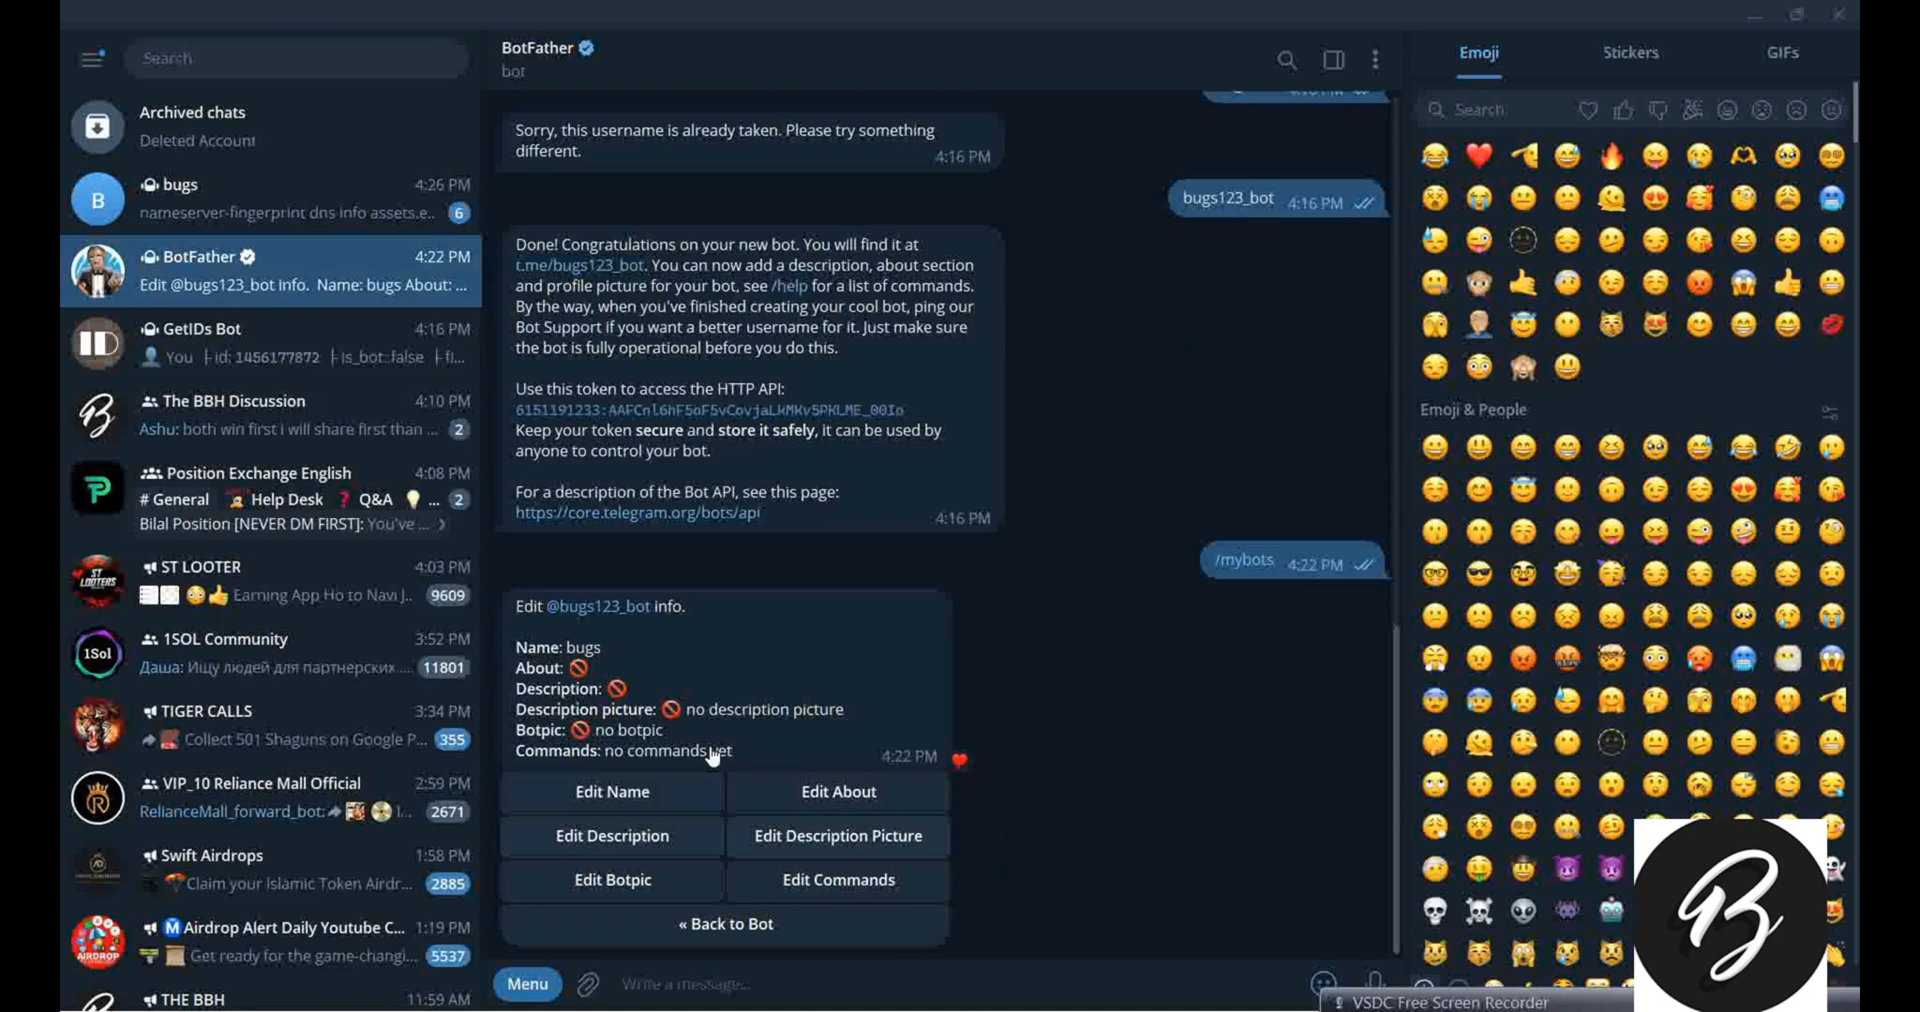 Search
Archived chats
Deleted Account
bugs 4:26 PM
nameserver-fingerprint dns info assets.e.. 6
BotFather 4:22 PM
Edit @bugs123_bot info. Name: bugs About: ...
GetIDs Bot 4:16 PM
You ├ id: 1456177872 ├ is_bot: false ├ fi...
The BBH Discussion 4:10 PM
Ashu: both win first i will share first than ... 2
Position Exchange English 4:08 PM
# General Help Desk Q&A ... 2
Bilal Position [NEVER DM FIRST]: You've ...
ST LOOTER 4:03 PM
Earning App Ho to Navi J.. 9609
1SOL Community 3:52 PM
Даша: Ищу людей для партнерских .... 11801
TIGER CALLS 3:34 PM
Collect 501 Shaguns on Google P... 355
VIP_10 Reliance Mall Official 2:59 PM
RelianceMall_forward_bot: 2671
Swift Airdrops 1:58 PM
Claim your Islamic Token Airdr... 2885
Airdrop Alert Daily Youtube C... 1:19 PM
Get ready for the game-changi... 5537
THE BBH 11:59 AM
BotFather
bot
Sorry, this username is already taken. Please try something
different. 4:16 PM
bugs123_bot 4:16 PM
Done! Congratulations on your new bot. You will find it at
t.me/bugs123_bot. You can now add a description, about section
and profile picture for your bot, see /help for a list of commands.
By the way, when you've finished creating your cool bot, ping our
Bot Support if you want a better username for it. Just make sure
the bot is fully operational before you do this.
Use this token to access the HTTP API:
Keep your token secure and store it safely, it can be used by
anyone to control your bot.
For a description of the Bot API, see this page:
https://core.telegram.org/bots/api 4:16 PM
/mybots 4:22 PM
Edit @bugs123_bot info.
Name: bugs
About:
Description:
Description picture: no description picture
Botpic: no botpic
Commands: no commands yet 4:22 PM
Edit Name Edit About
Edit Description Edit Description Picture
Edit Botpic Edit Commands
« Back to Bot
Menu Write a message...
Emoji Stickers GIFs
Search
Emoji & People
VSDC Free Screen Recorder
B